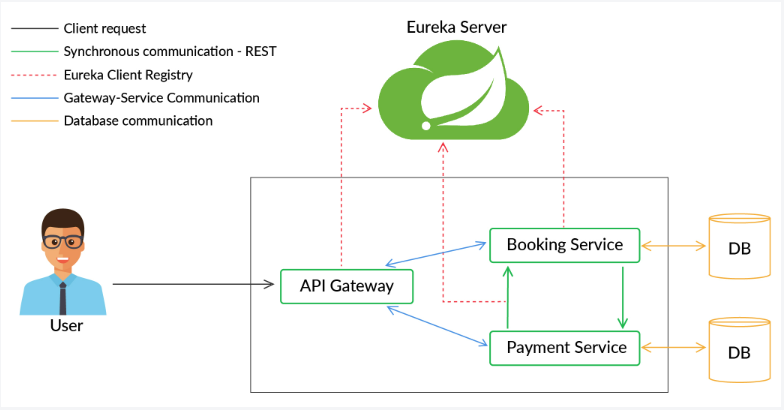 Eureka Server
Client request
Synchronous communication - REST
Eureka Client Registry
Gateway-Service Communication
Database communication
Booking Service
DB
API Gateway
User
Payment Service
DB